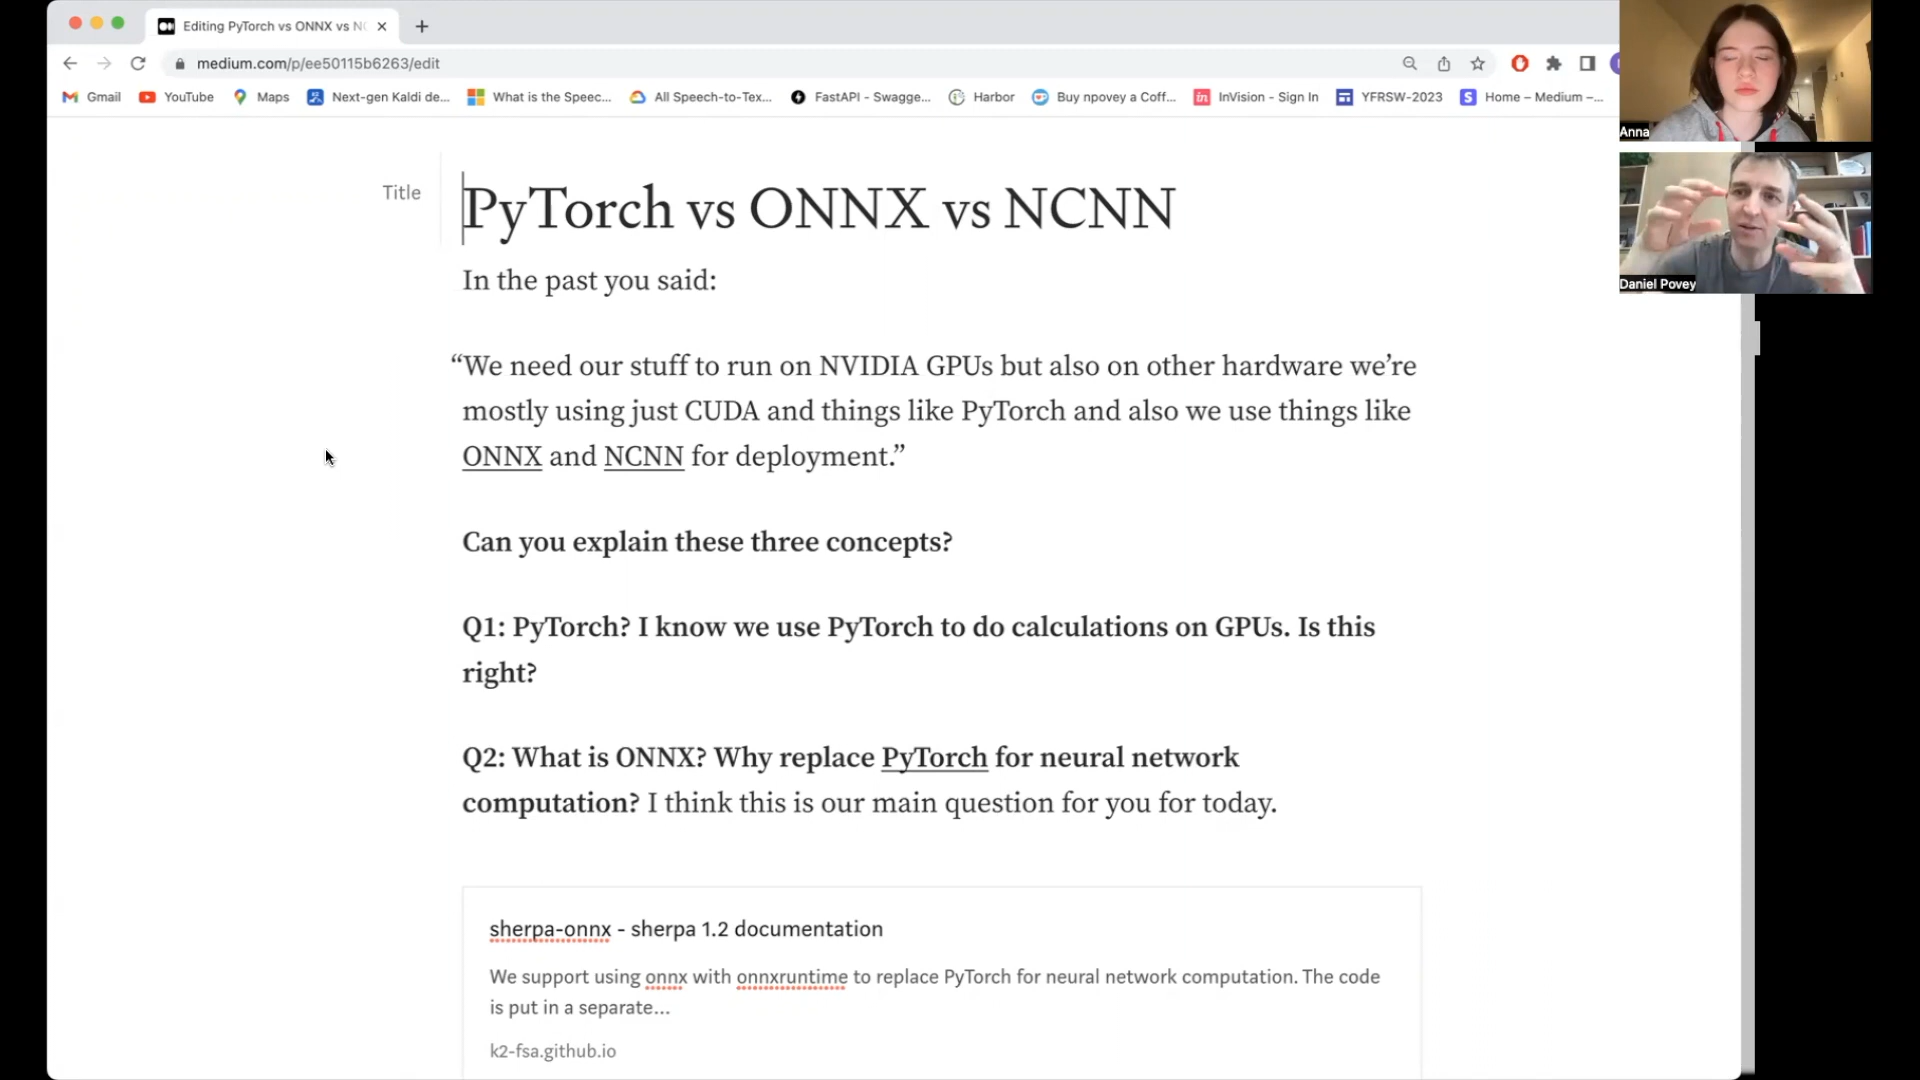 Editing PyTorch vs ONNX vs NC
medium.com/p/ee50115b6263/edit
Gmail
YouTube
Maps
Next-gen Kaldi de...
What is the Speec...
All Speech-to-Tex...
FastAPI - Swagge...
Harbor
Buy npovey a Coff...
in
InVision - Sign In
YFRSW-2023
S
Home – Medium –...
Anna
Daniel Povey
Title
PyTorch vs ONNX vs NCNN
In the past you said:
“We need our stuff to run on NVIDIA GPUs but also on other hardware we’re
mostly using just CUDA and things like PyTorch and also we use things like
ONNX and NCNN for deployment.”
Can you explain these three concepts?
Q1: PyTorch? I know we use PyTorch to do calculations on GPUs. Is this
right?
Q2: What is ONNX? Why replace PyTorch for neural network
computation? I think this is our main question for you for today.
sherpa-onnx - sherpa 1.2 documentation
We support using onnx with onnxruntime to replace PyTorch for neural network computation. The code
is put in a separate...
k2-fsa.github.io